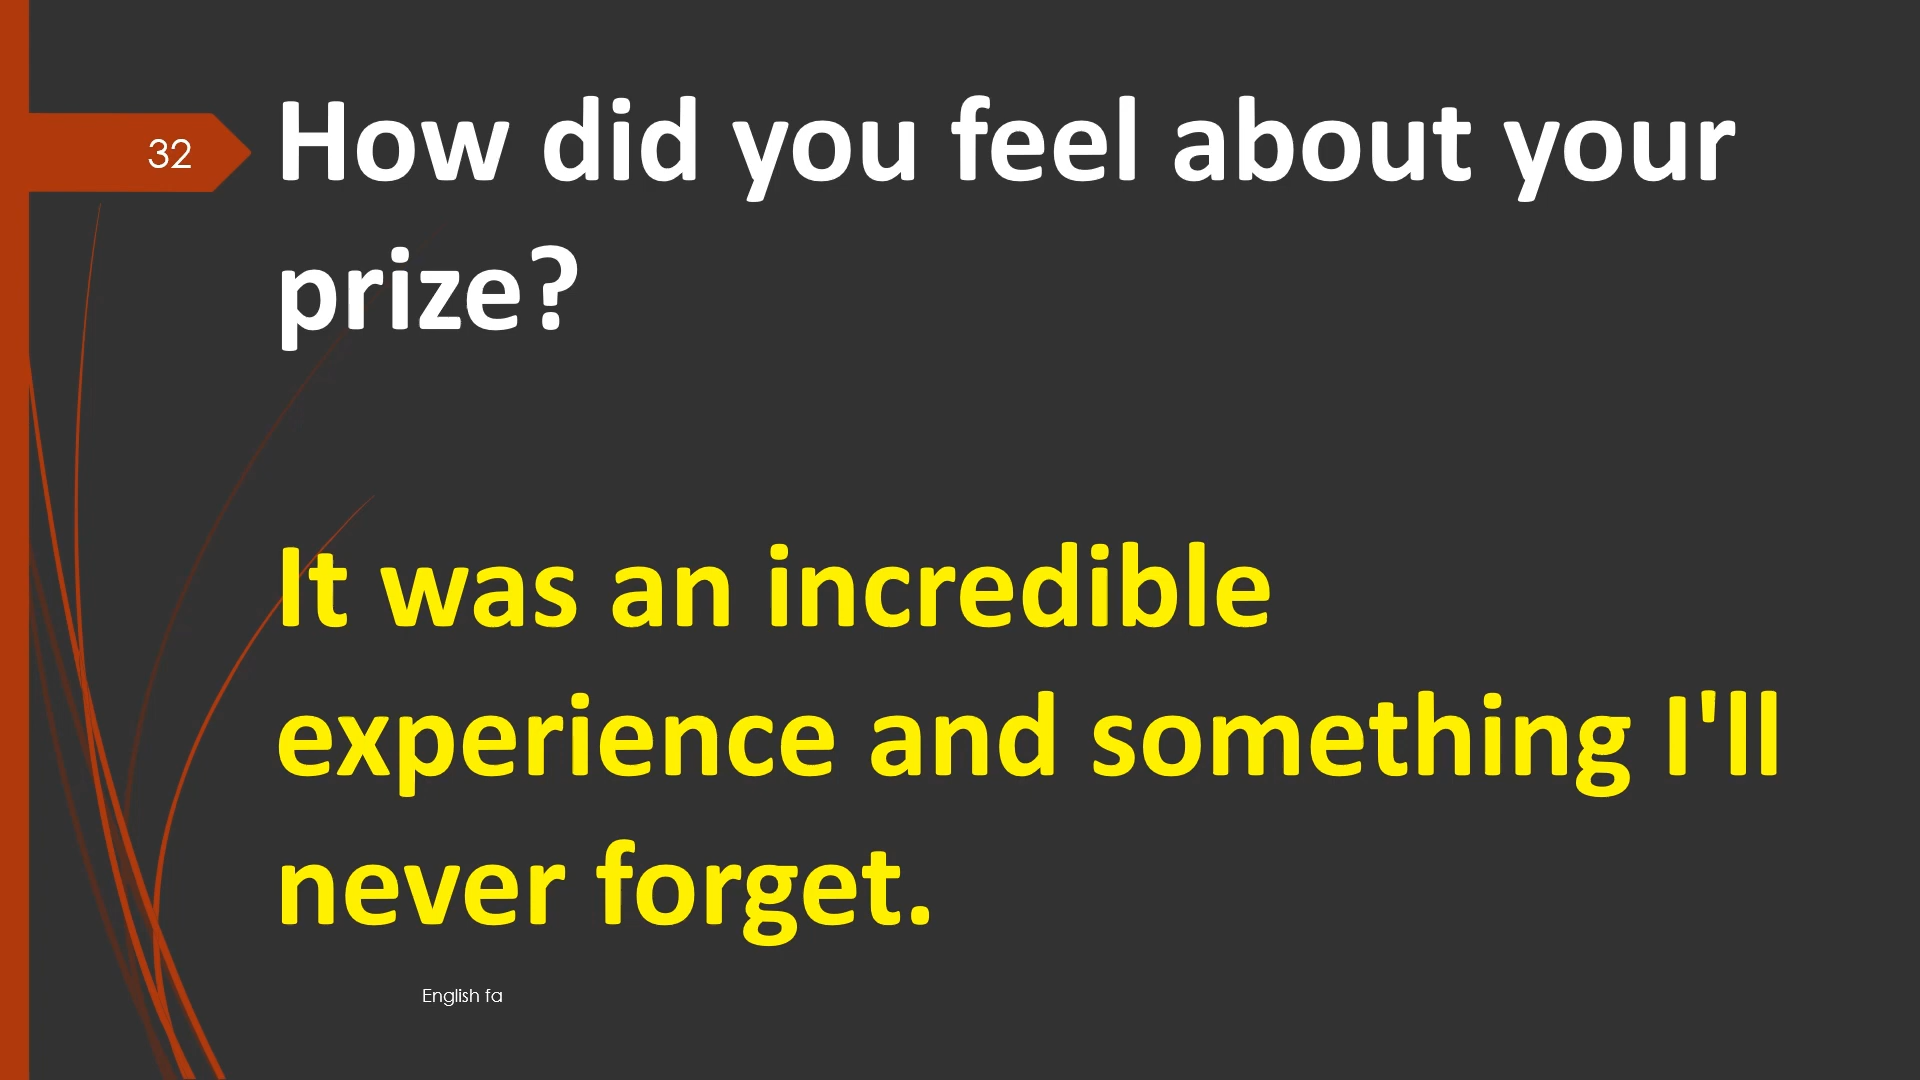 32
How did you feel about your
prize?
It was an incredible
experience and something I'll
never forget.
English fa